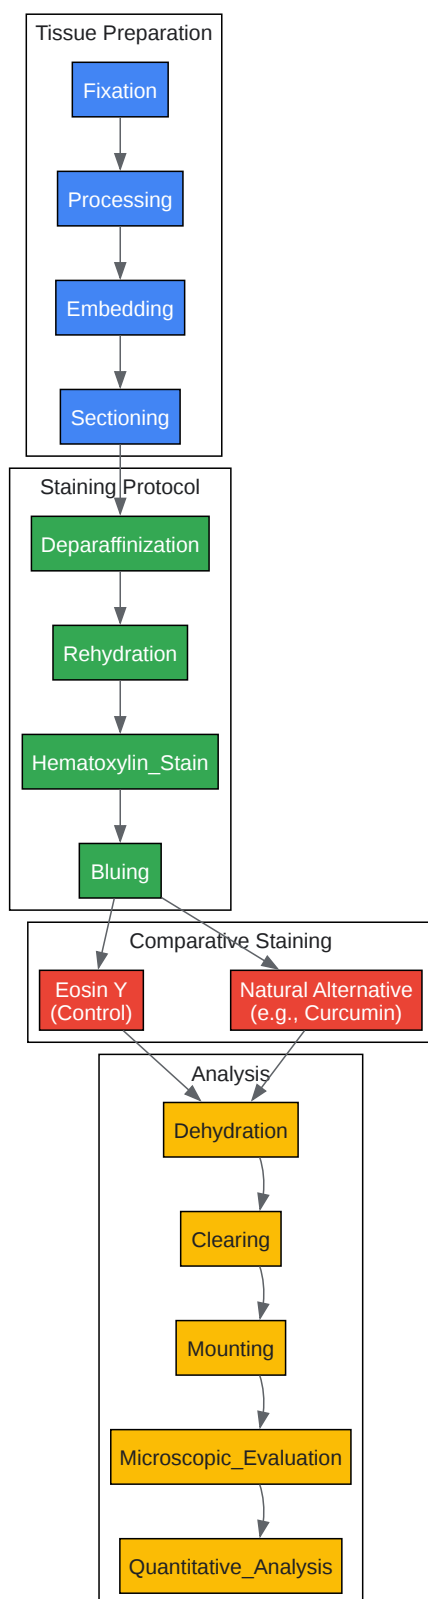 Tissue Preparation
Fixation
Processing
Embedding
Sectioning
Staining Protocol
Deparaffinization
Rehydration
Hematoxylin_Stain
Bluing
Comparative Staining
Eosin Y
(Control)
Natural Alternative
(e.g., Curcumin)
Analysis
Dehydration
Clearing
Mounting
Microscopic_Evaluation
Quantitative_Analysis